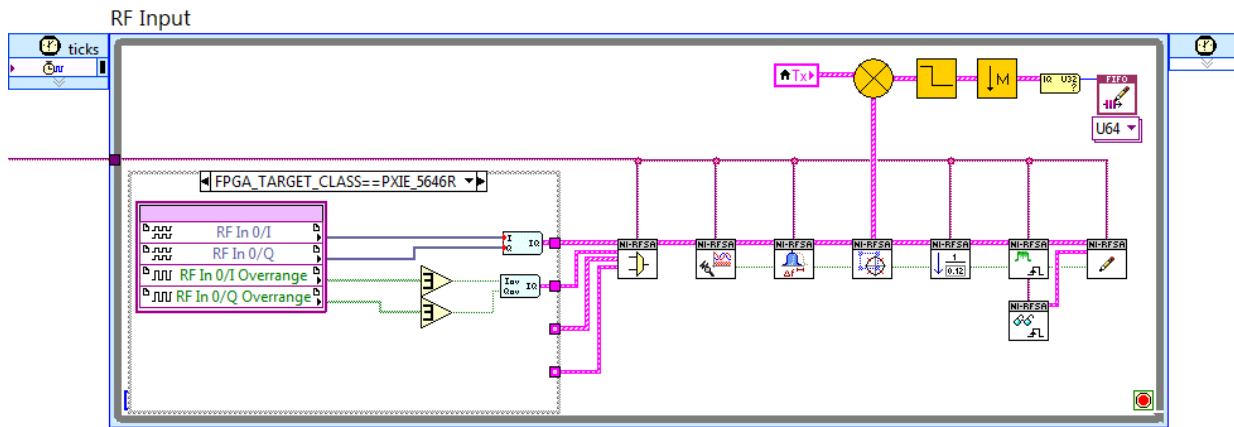 RF Input
ticks
Tx
M
IQ U32
?
FIFO
U64
FPGA_TARGET_CLASS==PXIE_5646R
RF In 0/I
RF In 0/Q
RF In 0/I Overrange
RF In 0/Q Overrange
I
Q
IQ
Iov
Qov
IQ
NI-RFSA
NI-RFSA
NI-RFSA
NI-RFSA
NI-RFSA
NI-RFSA
NI-RFSA
Δf
1
0.12
NI-RFSA